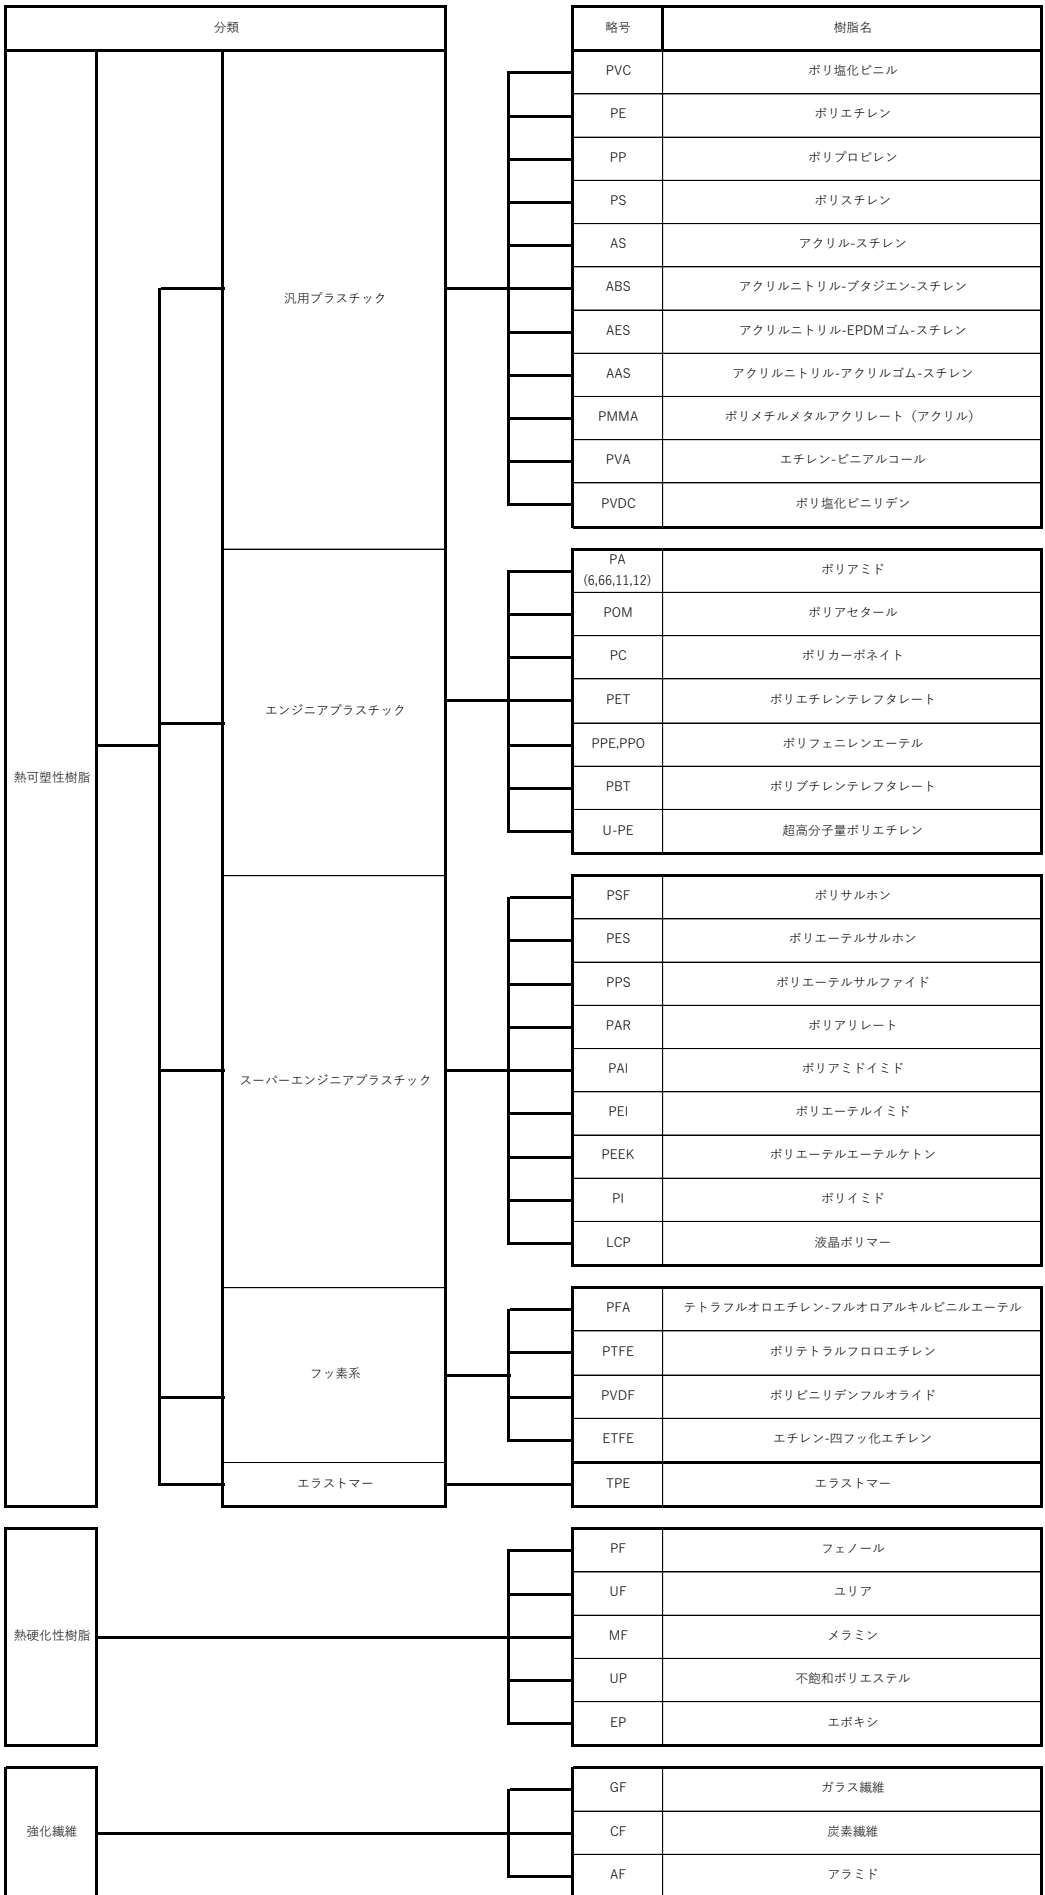 分類
略号 樹脂名
PVC ポリ塩化ビニル
PE ポリエチレン
PP ポリプロピレン
PS ポリスチレン
AS アクリル-スチレン
汎用プラスチック
ABS アクリルニトリル-ブタジエン-スチレン
AES アクリルニトリル-EPDMゴム-スチレン
AAS アクリルニトリル-アクリルゴム-スチレン
PMMA ポリメチルメタルアクリレート（アクリル）
PVA エチレン-ビニアルコール
PVDC ポリ塩化ビニリデン
PA
(6,66,11,12) ポリアミド
POM ポリアセタール
PC ポリカーボネイト
エンジニアプラスチック
PET ポリエチレンテレフタレート
PPE,PPO ポリフェニレンエーテル
熱可塑性樹脂
PBT ポリブチレンテレフタレート
U-PE 超高分子量ポリエチレン
PSF ポリサルホン
PES ポリエーテルサルホン
PPS ポリエーテルサルファイド
PAR ポリアリレート
スーパーエンジニアプラスチック
PAI ポリアミドイミド
PEI ポリエーテルイミド
PEEK ポリエーテルエーテルケトン
PI ポリイミド
LCP 液晶ポリマー
PFA テトラフルオロエチレン-フルオロアルキルビニルエーテル
PTFE ポリテトラルフロロエチレン
フッ素系
PVDF ポリビニリデンフルオライド
ETFE エチレン-四フッ化エチレン
エラストマー
TPE エラストマー
PF フェノール
UF ユリア
熱硬化性樹脂
MF メラミン
UP 不飽和ポリエステル
EP エポキシ
GF ガラス繊維
強化繊維
CF 炭素繊維
AF アラミド